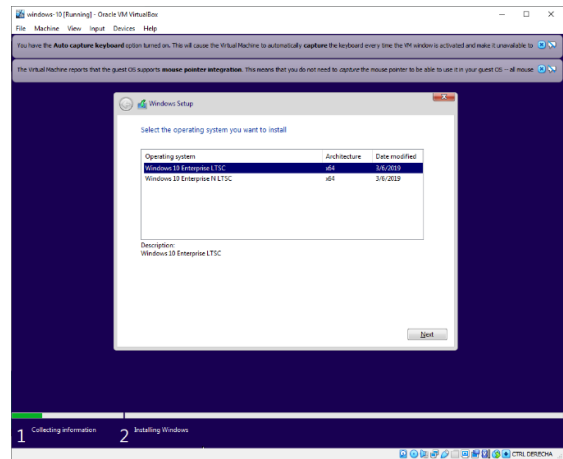 windows-10 [Running] - Oracle VM VirtualBox
File Machine View Input Devices Help
You have the Auto capture keyboard option turned on. This will cause the Virtual Machine to automatically capture the keyboard every time the VM window is activated and make it unavailable to
The Virtual Machine reports that the guest OS supports mouse pointer integration. This means that you do not need to capture the mouse pointer to be able to use it in your guest OS -- all mouse
Windows Setup
Select the operating system you want to install
Operating system Architecture Date modified
Windows 10 Enterprise LTSC x64 3/6/2019
Windows 10 Enterprise N LTSC x64 3/6/2019
Description:
Windows 10 Enterprise LTSC
Next
1 Collecting information 2 Installing Windows
CTRL DERECHA